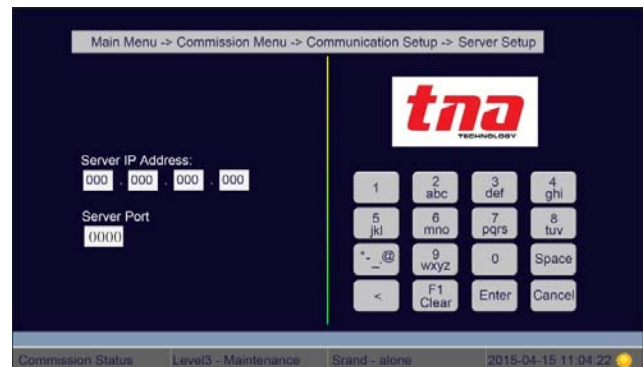 Main Menu -> Commission Menu -> Communication Setup -> Server Setup
tna
TECHNOLOGY
Server IP Address:
000 . 000 . 000 . 000
Server Port
0000
1
2 abc
3 def
4 ghi
5 jkl
6 mno
7 pqrs
8 tuv
*-_@
9 wxyz
0
Space
<
F1 Clear
Enter
Cancel
Commission Status
Level3 - Maintenance
Srand - alone
2015-04-15 11:04:22